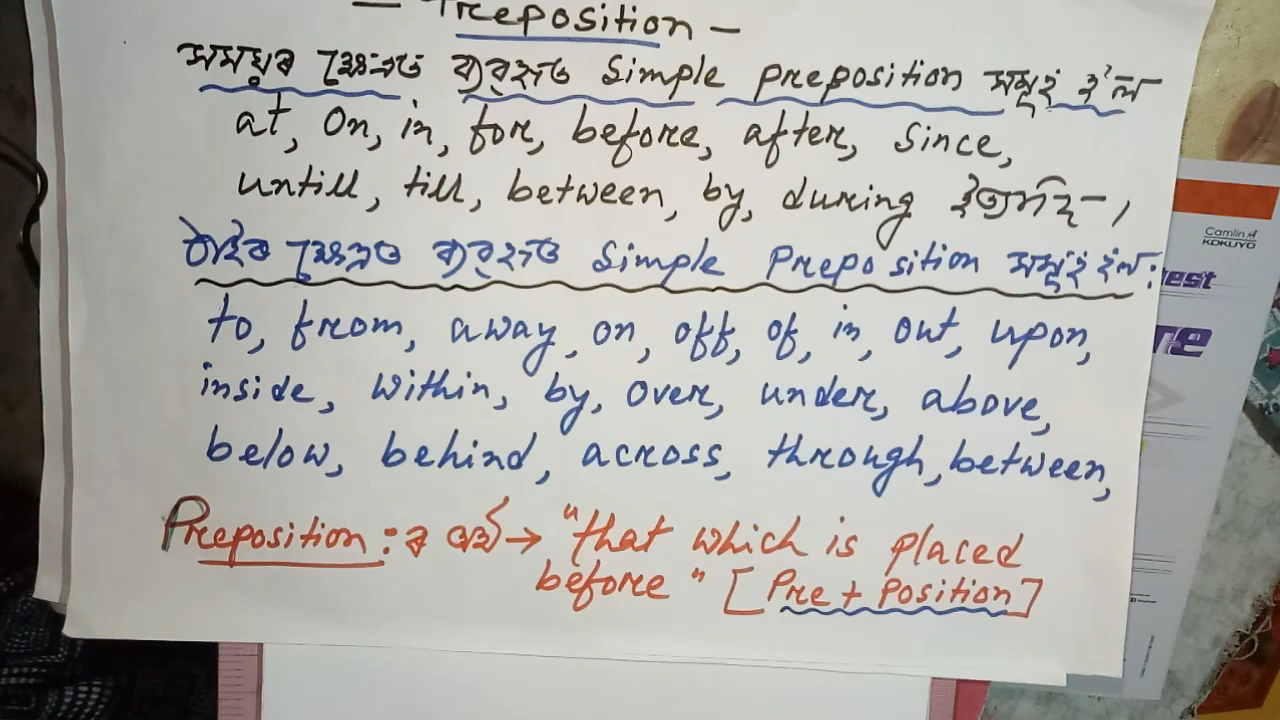 — Preposition —
সময়ৰ ক্ষেত্ৰত ব্যৱহৃত Simple preposition সমূহ হ'ল
at, On, in, for, before, after, Since,
untill, till, between, by, during ইত্যাদি।
ঠাইৰ ক্ষেত্ৰত ব্যৱহৃত Simple Preposition সমূহ হ'ল:
to, from, away, on, off, of, in, out, upon,
inside, within, by, over, under, above,
below, behind, across, through, between,
Preposition:ৰ অৰ্থ → "that which is placed
before" [Pre + Position]
Camlin
KOKUYO
est